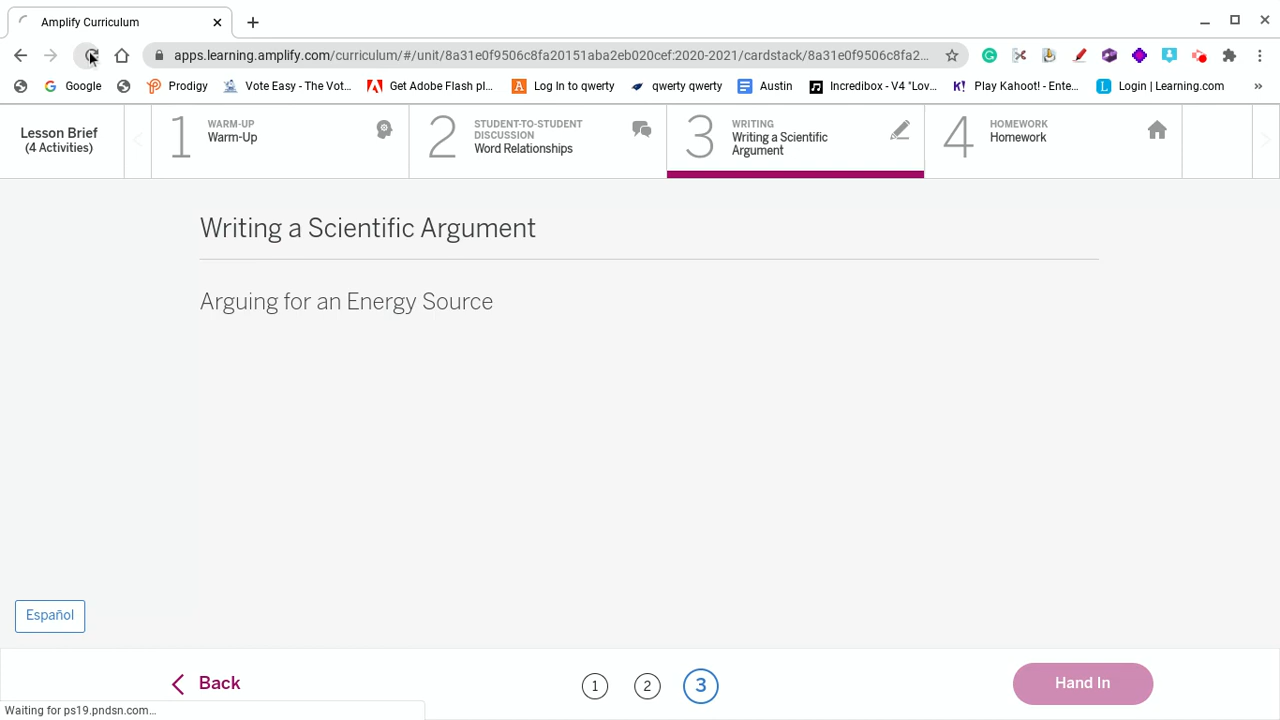 Amplify Curriculum
apps.learning.amplify.com/curriculum/#/unit/8a31e0f9506c8fa20151aba2eb020cef:2020-2021/cardstack/8a31e0f9506c8fa2...
Google Prodigy Vote Easy - The Vot... Get Adobe Flash pl... Log In to qwerty qwerty qwerty Austin Incredibox - V4 "Lov... K! Play Kahoot! - Ente... L Login | Learning.com »
Lesson Brief
(4 Activities)
1 WARM-UP
Warm-Up
2 STUDENT-TO-STUDENT
DISCUSSION
Word Relationships
3 WRITING
Writing a Scientific
Argument
4 HOMEWORK
Homework
Writing a Scientific Argument
Arguing for an Energy Source
Español
Back
1 2 3
Hand In
Waiting for ps19.pndsn.com...